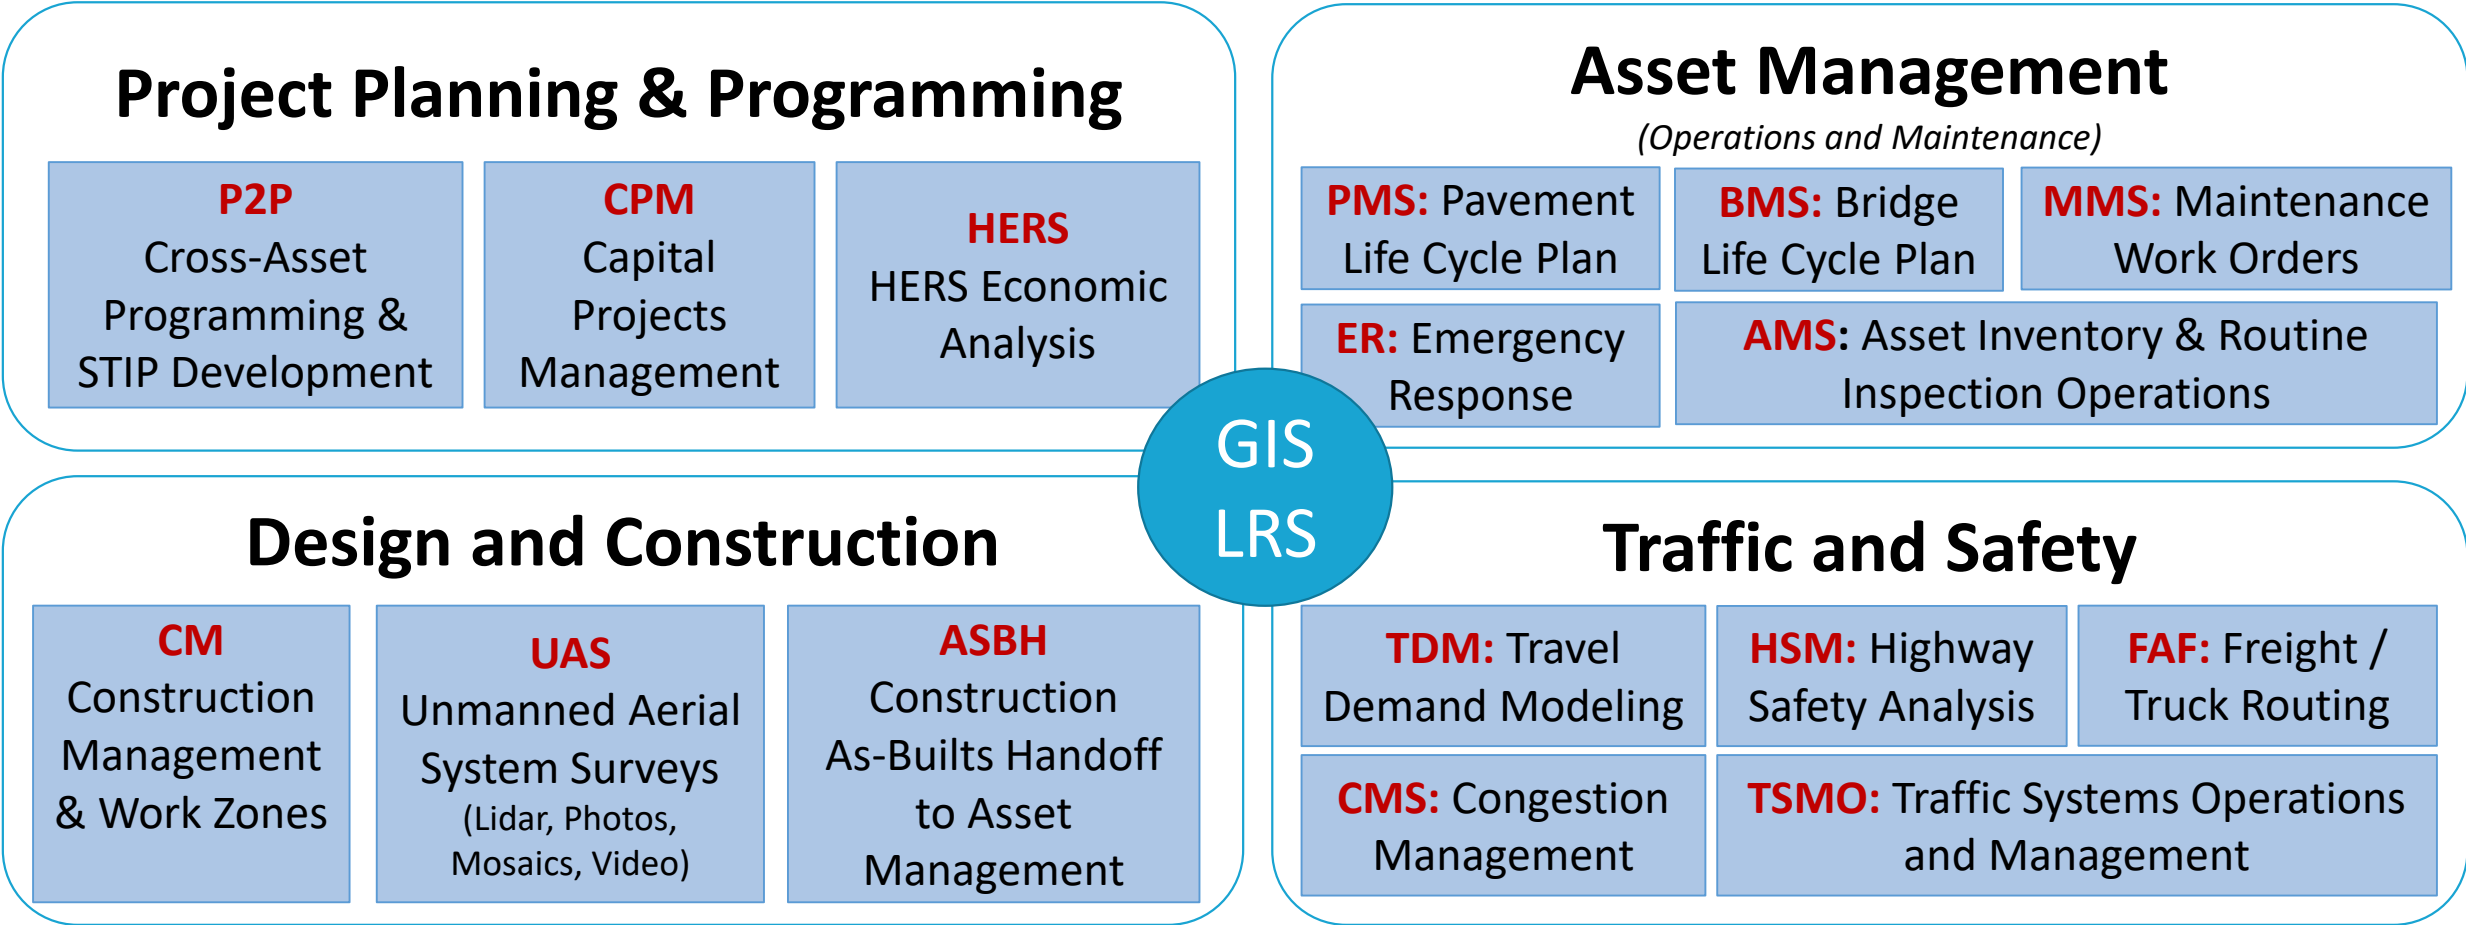 Project Planning & Programming
P2P
Cross-Asset
Programming &
STIP Development
CPM
Capital
Projects
Management
HERS
HERS Economic
Analysis
Asset Management
(Operations and Maintenance)
PMS: Pavement
Life Cycle Plan
BMS: Bridge
Life Cycle Plan
MMS: Maintenance
Work Orders
ER: Emergency
Response
AMS: Asset Inventory & Routine
Inspection Operations
GIS
LRS
Design and Construction
CM
Construction
Management
& Work Zones
UAS
Unmanned Aerial
System Surveys
(Lidar, Photos,
Mosaics, Video)
ASBH
Construction
As-Builts Handoff
to Asset
Management
Traffic and Safety
TDM: Travel
Demand Modeling
HSM: Highway
Safety Analysis
FAF: Freight /
Truck Routing
CMS: Congestion
Management
TSMO: Traffic Systems Operations
and Management